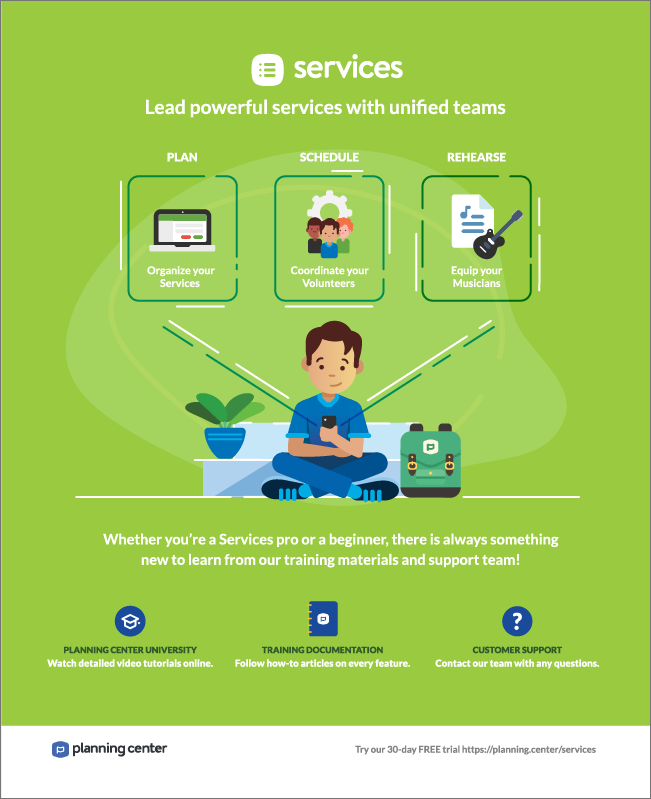 services
Lead powerful services with unified teams
PLAN
Organize your
Services
SCHEDULE
Coordinate your
Volunteers
REHEARSE
Equip your
Musicians
Whether you're a Services pro or a beginner, there is always something
new to learn from our training materials and support team!
PLANNING CENTER UNIVERSITY
Watch detailed video tutorials online.
TRAINING DOCUMENTATION
Follow how-to articles on every feature.
?
CUSTOMER SUPPORT
Contact our team with any questions.
planning center
Try our 30-day FREE trial https://planning.center/services